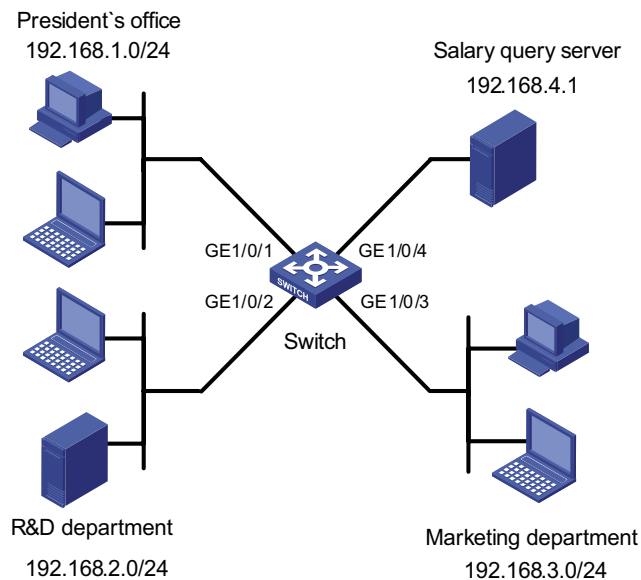 President`s office
192.168.1.0/24
Salary query server
192.168.4.1
GE1/0/1
GE1/0/4
SWITCH
GE1/0/2
GE1/0/3
Switch
R&D department
192.168.2.0/24
Marketing department
192.168.3.0/24